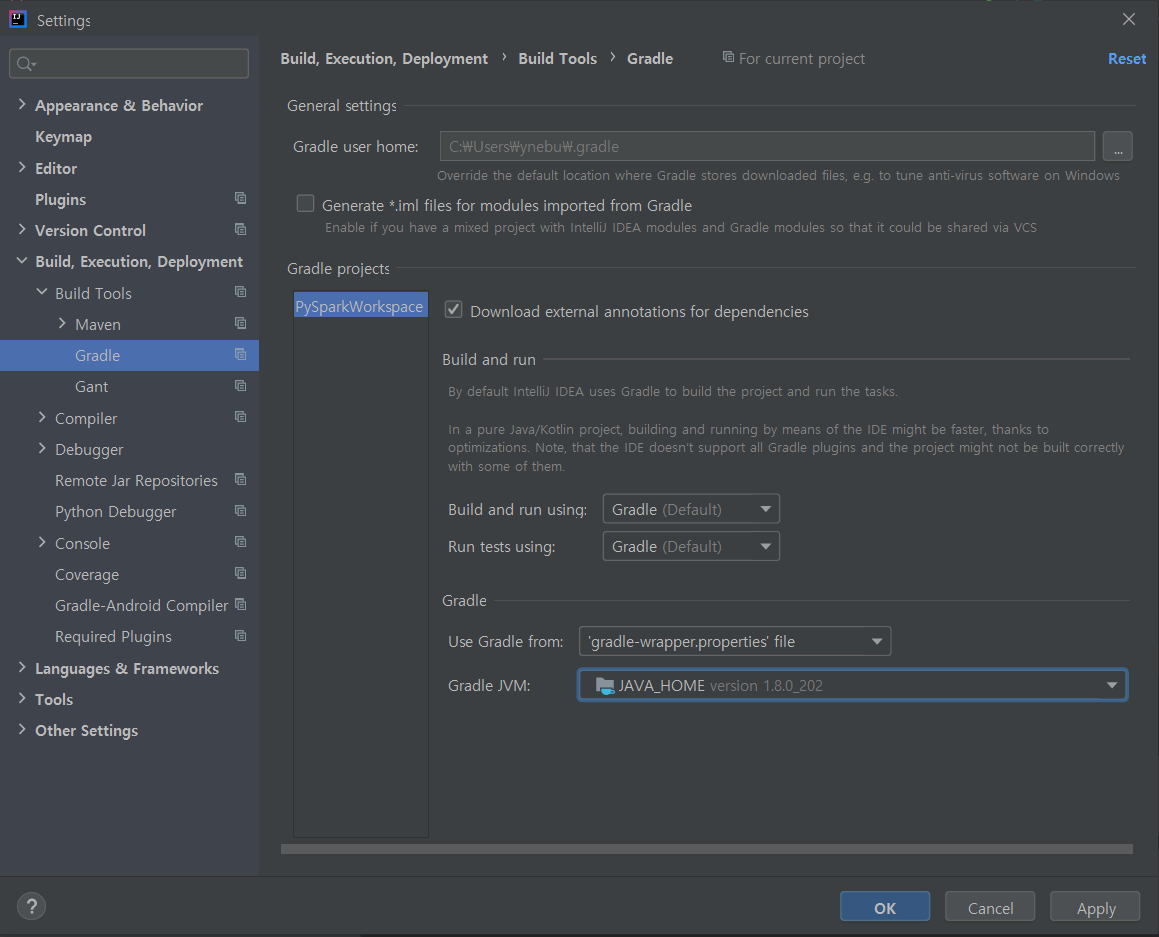 Settings
Build, Execution, Deployment › Build Tools › Gradle For current project Reset
Appearance & Behavior
Keymap
Editor
Plugins
Version Control
Build, Execution, Deployment
Build Tools
Maven
Gradle
Gant
Compiler
Debugger
Remote Jar Repositories
Python Debugger
Console
Coverage
Gradle-Android Compiler
Required Plugins
Languages & Frameworks
Tools
Other Settings
General settings
Gradle user home: C:₩Users₩ynebu₩.gradle ...
Override the default location where Gradle stores downloaded files, e.g. to tune anti-virus software on Windows
Generate *.iml files for modules imported from Gradle
Enable if you have a mixed project with IntelliJ IDEA modules and Gradle modules so that it could be shared via VCS
Gradle projects
PySparkWorkspace
Download external annotations for dependencies
Build and run
By default IntelliJ IDEA uses Gradle to build the project and run the tasks.
In a pure Java/Kotlin project, building and running by means of the IDE might be faster, thanks to
optimizations. Note, that the IDE doesn't support all Gradle plugins and the project might not be built correctly
with some of them.
Build and run using: Gradle (Default)
Run tests using: Gradle (Default)
Gradle
Use Gradle from: 'gradle-wrapper.properties' file
Gradle JVM: JAVA_HOME version 1.8.0_202
? OK Cancel Apply